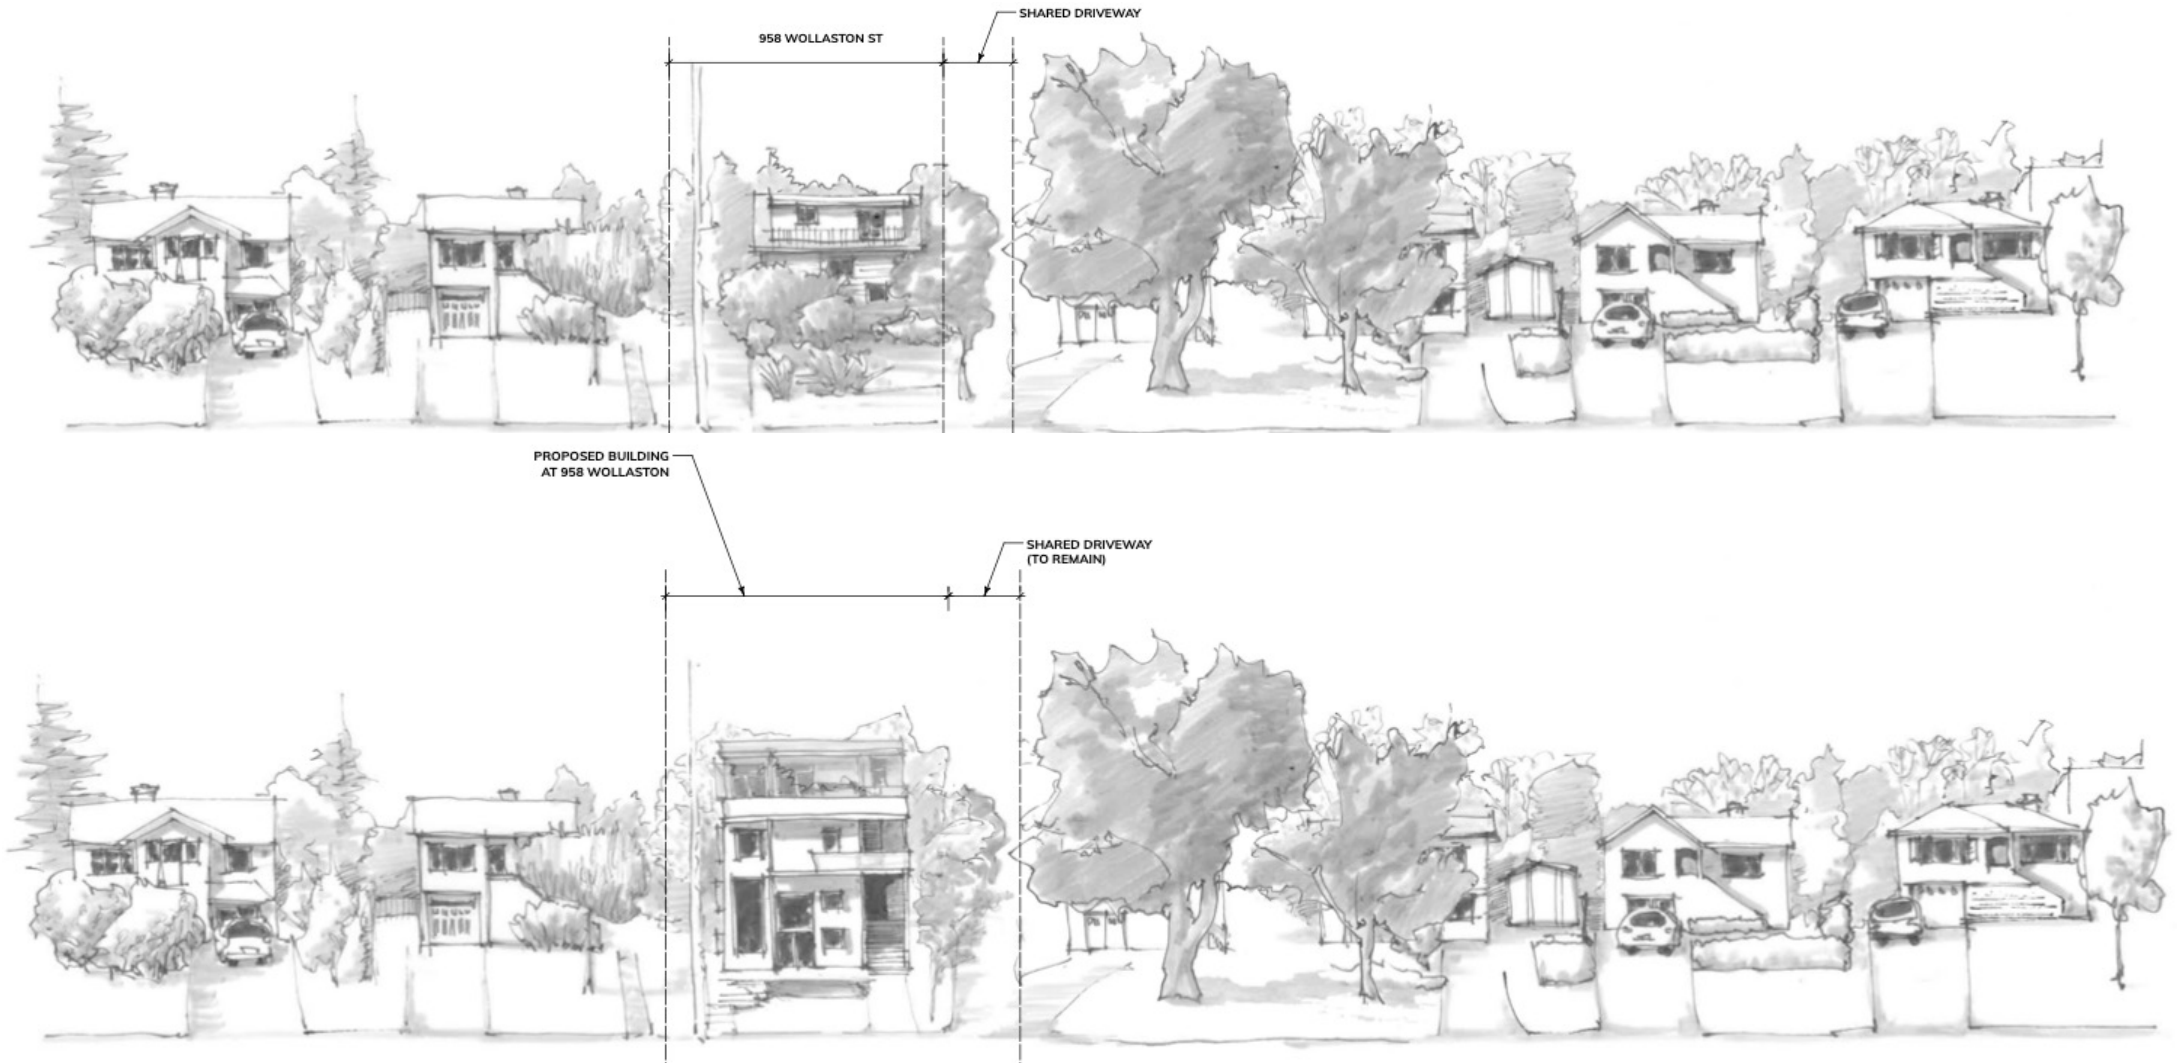 SHARED DRIVEWAY
958 WOLLASTON ST
PROPOSED BUILDING
AT 958 WOLLASTON
SHARED DRIVEWAY
(TO REMAIN)